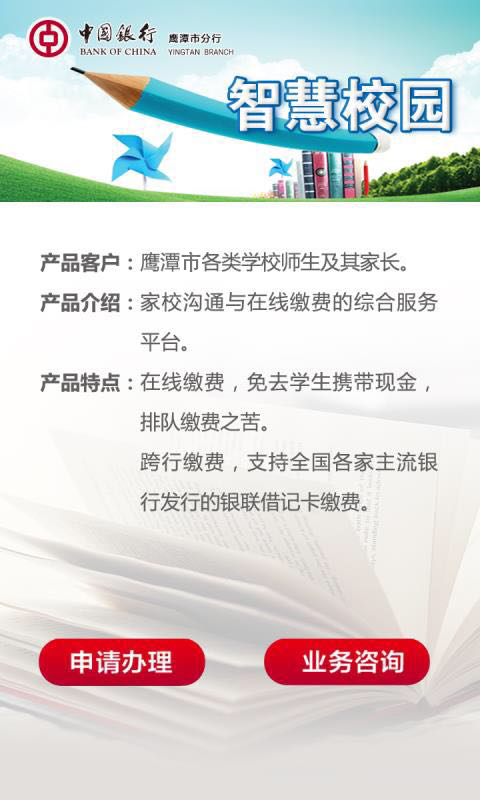 中国银行 鹰潭市分行
BANK OF CHINA YINGTAN BRANCH
智慧校园
产品客户：鹰潭市各类学校师生及其家长。
产品介绍：家校沟通与在线缴费的综合服务
平台。
产品特点：在线缴费，免去学生携带现金，
排队缴费之苦。
跨行缴费，支持全国各家主流银
行发行的银联借记卡缴费。
申请办理 业务咨询